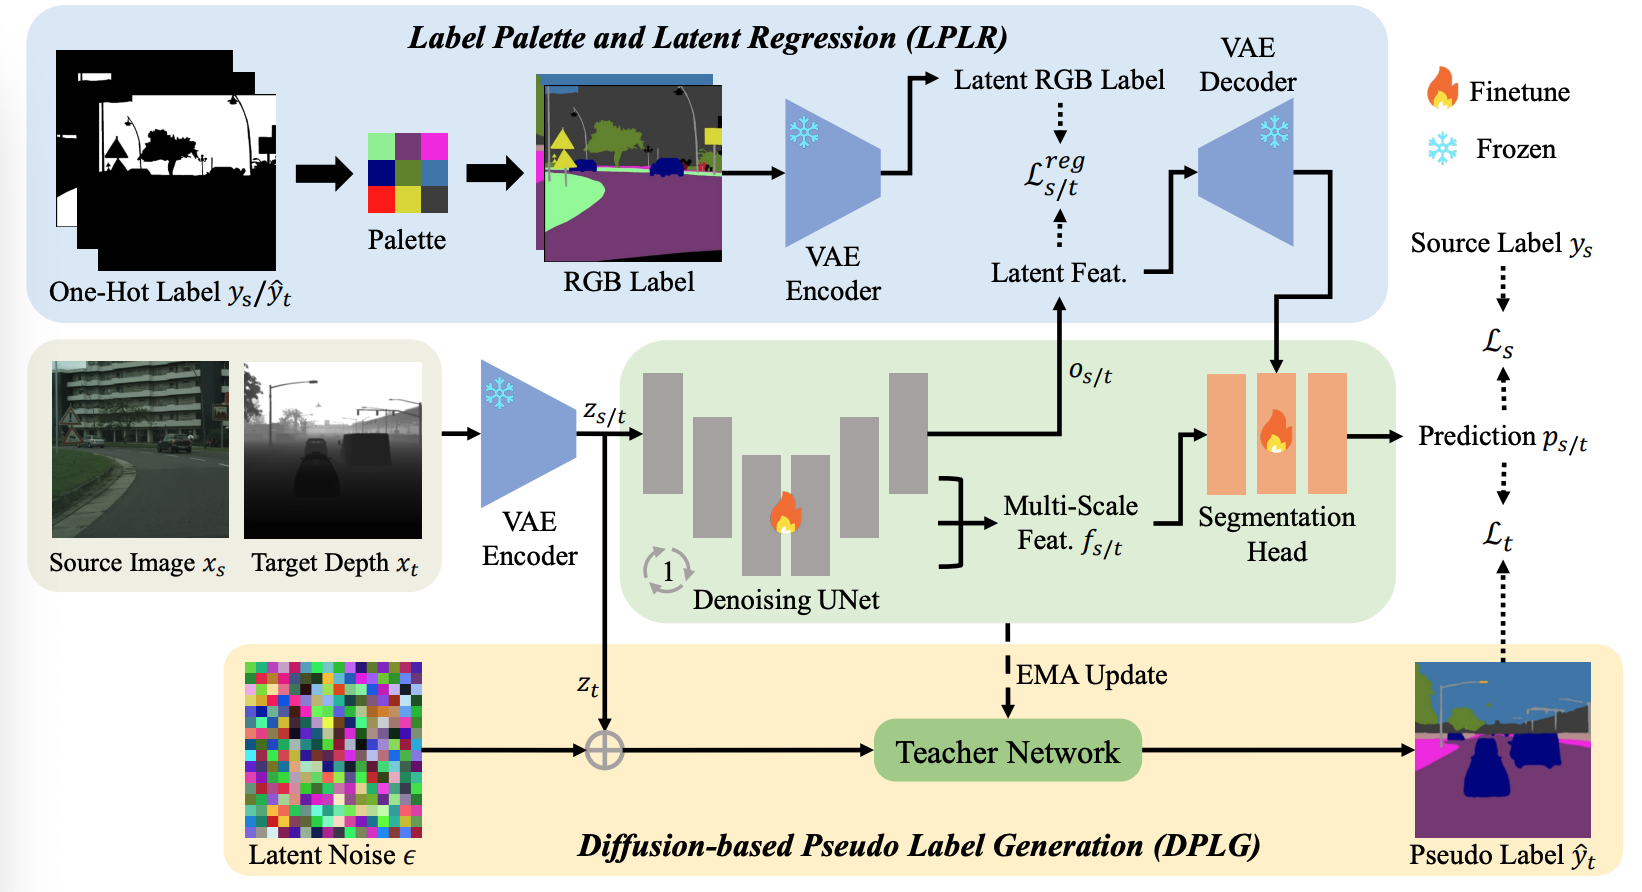 Label Palette and Latent Regression (LPLR)
VAE
Decoder
Latent RGB Label
Finetune
Frozen
$\mathcal{L}_{s/t}^{reg}$
Palette
VAE
Encoder
Latent Feat.
RGB Label
One-Hot Label $y_s/\hat{y}_t$
Source Label $y_s$
$\mathcal{L}_s$
$o_{s/t}$
$z_{s/t}$
Prediction $p_{s/t}$
VAE
Encoder
Multi-Scale
Feat. $f_{s/t}$
Segmentation
Head
$\mathcal{L}_t$
Source Image $x_s$
Target Depth $x_t$
1
Denoising UNet
EMA Update
$z_t$
Teacher Network
Latent Noise $\epsilon$
Diffusion-based Pseudo Label Generation (DPLG)
Pseudo Label $\hat{y}_t$